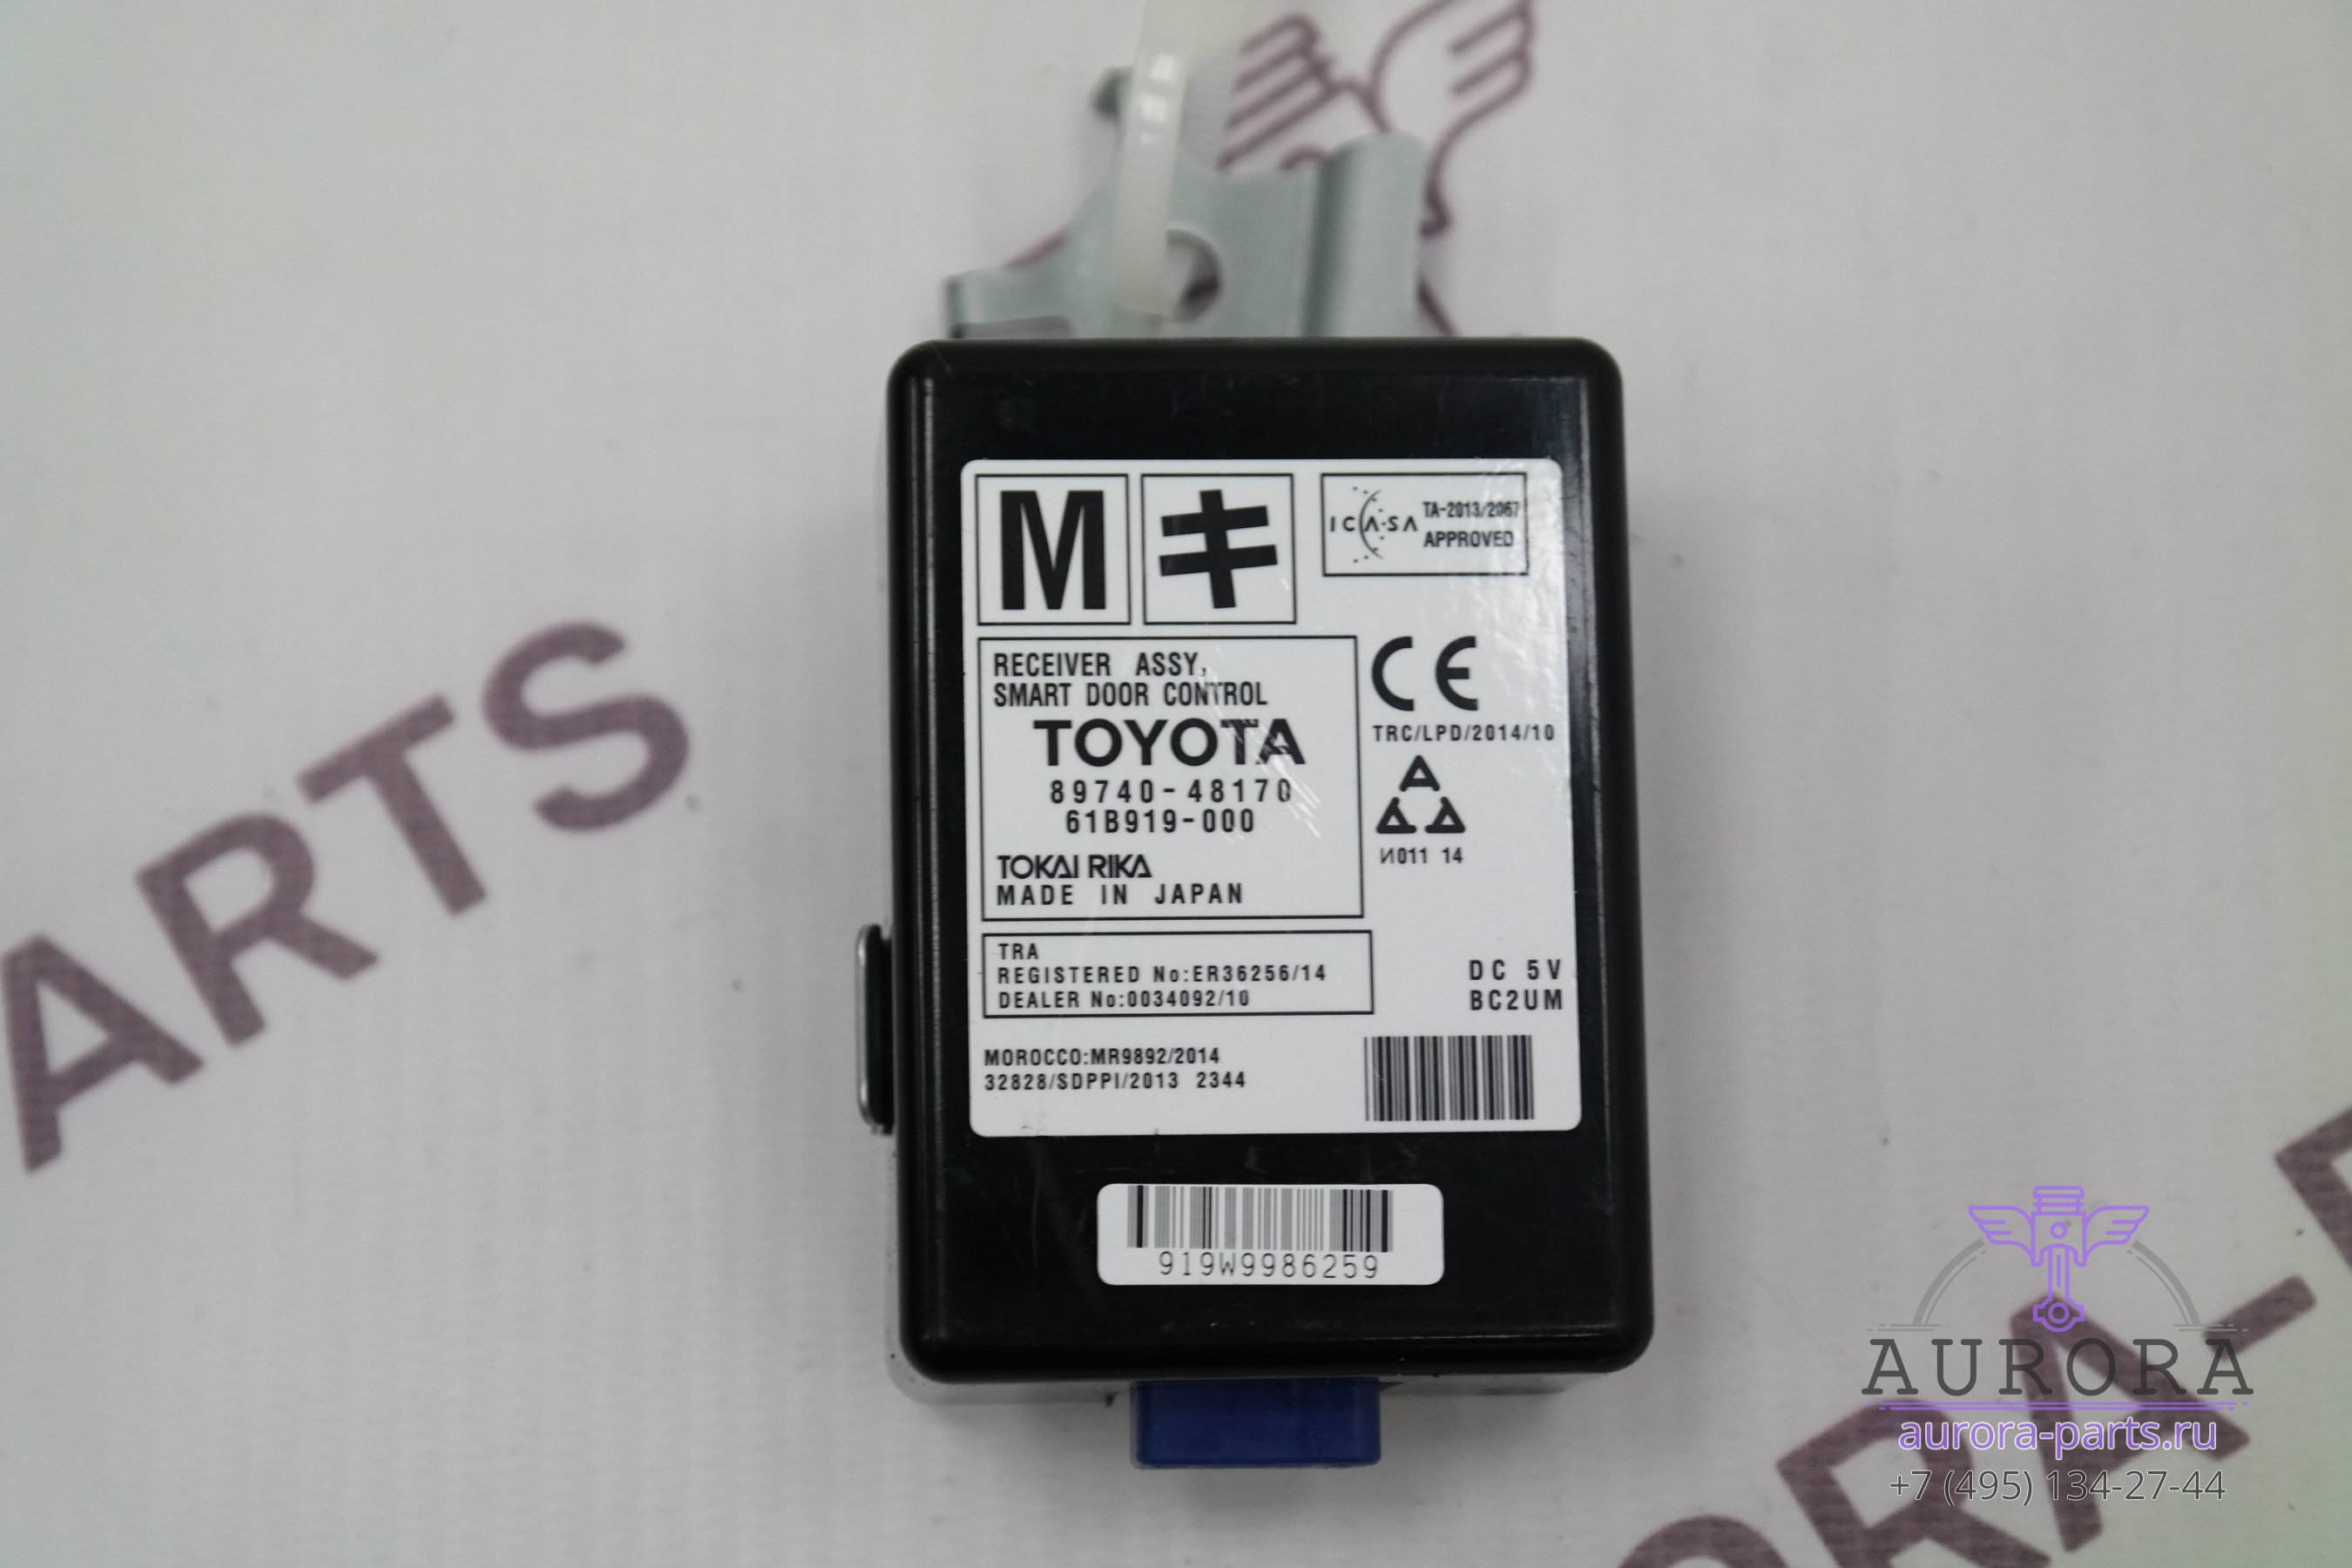 M
キ
ICASA
TA-2013/2067
APPROVED
RECEIVER ASSY,
SMART DOOR CONTROL
TOYOTA
89740-48170
61B919-000
TOKAI RIKA
MADE IN JAPAN
CE
TRC/LPD/2014/10
И011 14
TRA
REGISTERED No:ER36256/14
DEALER No:0034092/10
DC 5V
BC2UM
MOROCCO:MR9892/2014
32828/SDPPI/2013 2344
919W9986259
ARTS
AURORA
aurora-parts.ru
+7 (495) 134-27-44